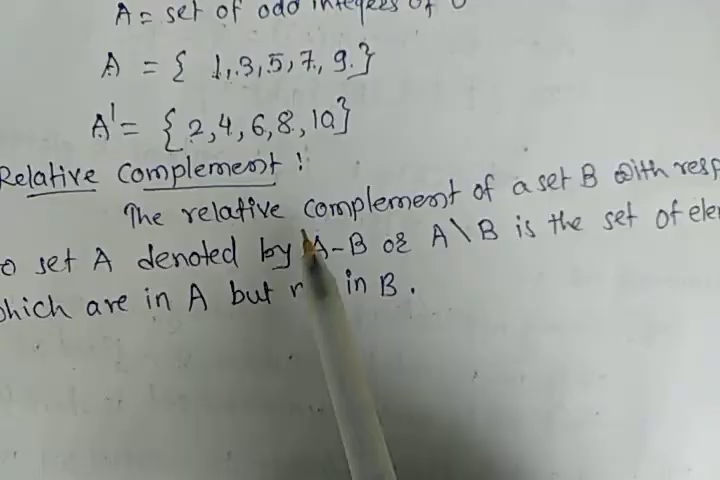 A = set of odd integers of U
A = { 1, 3, 5, 7, 9. }
A' = { 2, 4, 6, 8, 10 }
Relative Complement :
The relative complement of a set B with resp
to set A denoted by A-B or A \ B is the set of ele
which are in A but in B .